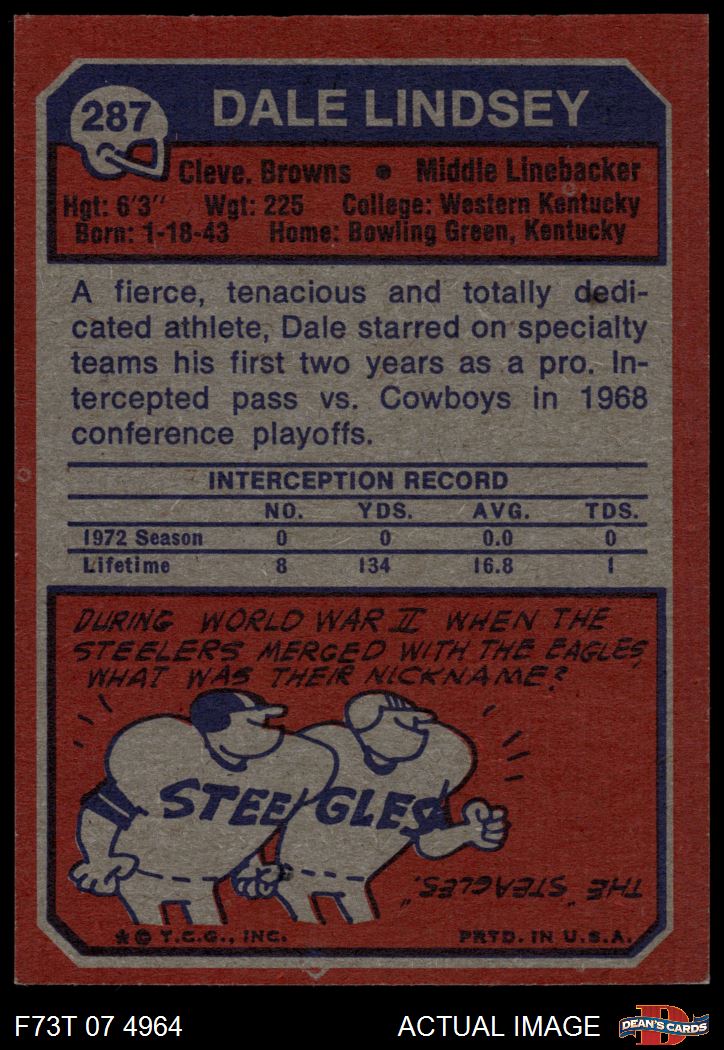 287
DALE LINDSEY
Cleve. Browns • Middle Linebacker
Hgt: 6'3" Wgt: 225 College: Western Kentucky
Born: 1-18-43 Home: Bowling Green, Kentucky
A fierce, tenacious and totally dedi-
cated athlete, Dale starred on specialty
teams his first two years as a pro. In-
tercepted pass vs. Cowboys in 1968
conference playoffs.
INTERCEPTION RECORD
NO. YDS. AVG. TDS.
1972 Season 0 0 0.0 0
Lifetime 8 134 16.8 1
DURING WORLD WAR II WHEN THE
STEELERS MERGED WITH THE EAGLES,
WHAT WAS THEIR NICKNAME?
STEE GLES
THE "STEAGLES."
* © T.C.G., INC. PRTD. IN U.S.A.
F73T 07 4964 ACTUAL IMAGE
D
DEAN'S CARDS